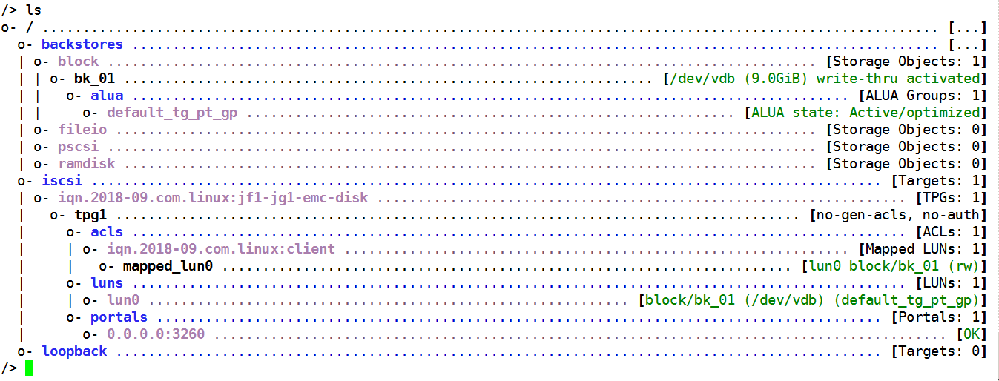 /> ls
o- / .............................................................................................................. [...]
  o- backstores ................................................................................................... [...]
  | o- block ........................................................................................ [Storage Objects: 1]
  | | o- bk_01 ................................................................. [/dev/vdb (9.0GiB) write-thru activated]
  | |   o- alua ........................................................................................ [ALUA Groups: 1]
  | |     o- default_tg_pt_gp ............................................................ [ALUA state: Active/optimized]
  | o- fileio ....................................................................................... [Storage Objects: 0]
  | o- pscsi ........................................................................................ [Storage Objects: 0]
  | o- ramdisk ...................................................................................... [Storage Objects: 0]
  o- iscsi ................................................................................................. [Targets: 1]
  | o- iqn.2018-09.com.linux:jf1-jg1-emc-disk ................................................................. [TPGs: 1]
  |   o- tpg1 .................................................................................... [no-gen-acls, no-auth]
  |     o- acls ............................................................................................... [ACLs: 1]
  |     | o- iqn.2018-09.com.linux:client ............................................................... [Mapped LUNs: 1]
  |     |   o- mapped_lun0 ...................................................................... [lun0 block/bk_01 (rw)]
  |     o- luns ............................................................................................... [LUNs: 1]
  |     | o- lun0 ........................................................... [block/bk_01 (/dev/vdb) (default_tg_pt_gp)]
  |     o- portals ......................................................................................... [Portals: 1]
  |       o- 0.0.0.0:3260 .......................................................................................... [OK]
  o- loopback .............................................................................................. [Targets: 0]
/>